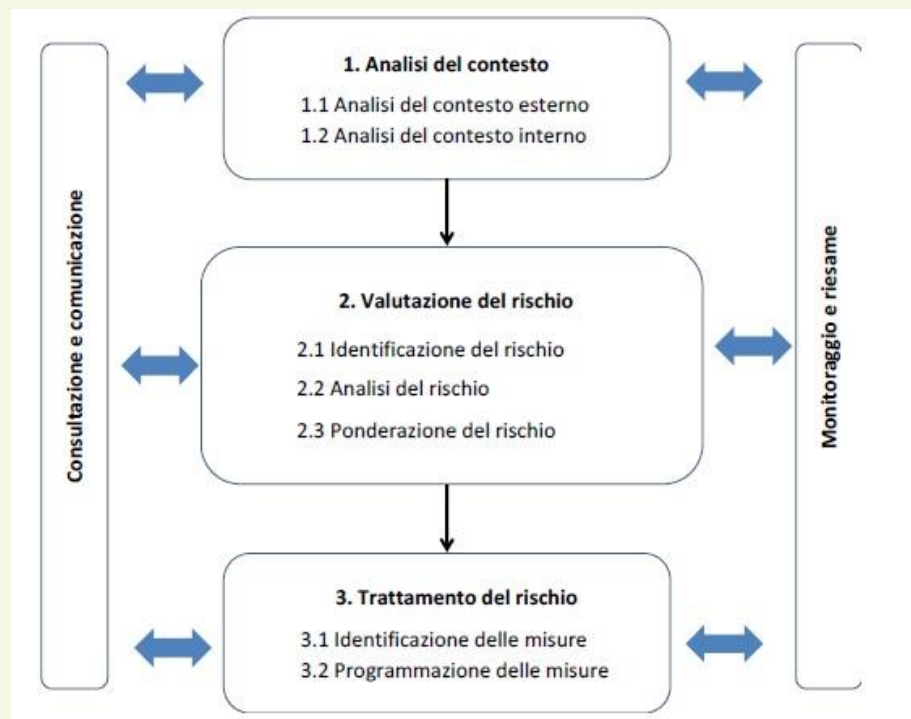 Consultazione e comunicazione
1. Analisi del contesto
1.1 Analisi del contesto esterno
1.2 Analisi del contesto interno
2. Valutazione del rischio
2.1 Identificazione del rischio
2.2 Analisi del rischio
2.3 Ponderazione del rischio
3. Trattamento del rischio
3.1 Identificazione delle misure
3.2 Programmazione delle misure
Monitoraggio e riesame